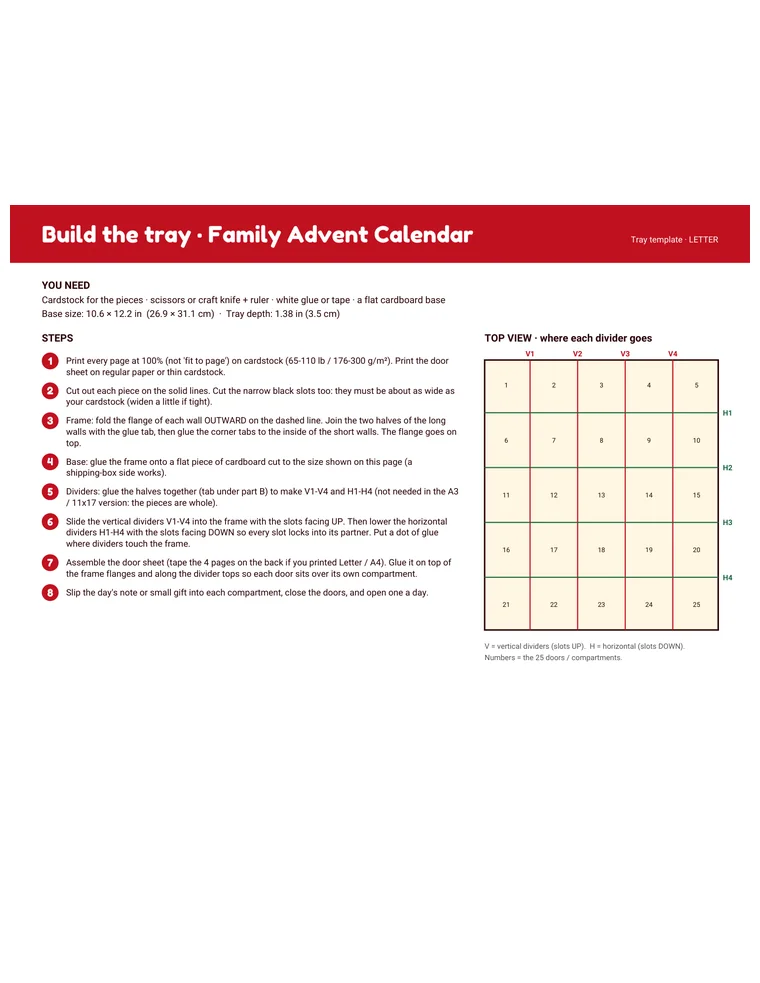 Build the tray · Family Advent Calendar
Tray template · LETTER
YOU NEED
Cardstock for the pieces · scissors or craft knife + ruler · white glue or tape · a flat cardboard base
Base size: 10.6 × 12.2 in (26.9 × 31.1 cm) · Tray depth: 1.38 in (3.5 cm)
STEPS
1 Print every page at 100% (not 'fit to page') on cardstock (65-110 lb / 176-300 g/m²). Print the door
sheet on regular paper or thin cardstock.
2 Cut out each piece on the solid lines. Cut the narrow black slots too: they must be about as wide as
your cardstock (widen a little if tight).
3 Frame: fold the flange of each wall OUTWARD on the dashed line. Join the two halves of the long
walls with the glue tab, then glue the corner tabs to the inside of the short walls. The flange goes on
top.
4 Base: glue the frame onto a flat piece of cardboard cut to the size shown on this page (a
shipping-box side works).
5 Dividers: glue the halves together (tab under part B) to make V1-V4 and H1-H4 (not needed in the A3
/ 11x17 version: the pieces are whole).
6 Slide the vertical dividers V1-V4 into the frame with the slots facing UP. Then lower the horizontal
dividers H1-H4 with the slots facing DOWN so every slot locks into its partner. Put a dot of glue
where dividers touch the frame.
7 Assemble the door sheet (tape the 4 pages on the back if you printed Letter / A4). Glue it on top of
the frame flanges and along the divider tops so each door sits over its own compartment.
8 Slip the day's note or small gift into each compartment, close the doors, and open one a day.
TOP VIEW · where each divider goes
V1 V2 V3 V4
1 2 3 4 5
H1
6 7 8 9 10
H2
11 12 13 14 15
H3
16 17 18 19 20
H4
21 22 23 24 25
V = vertical dividers (slots UP). H = horizontal (slots DOWN).
Numbers = the 25 doors / compartments.